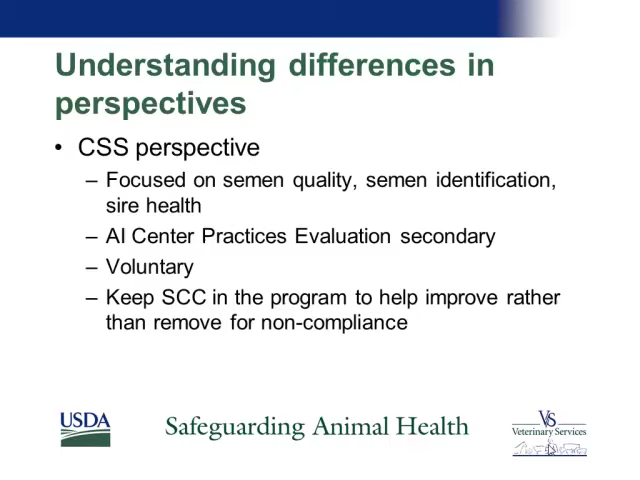 Understanding differences in
perspectives
• CSS perspective
– Focused on semen quality, semen identification,
sire health
– AI Center Practices Evaluation secondary
– Voluntary
– Keep SCC in the program to help improve rather
than remove for non-compliance
USDA
Safeguarding Animal Health
VS
Veterinary Services